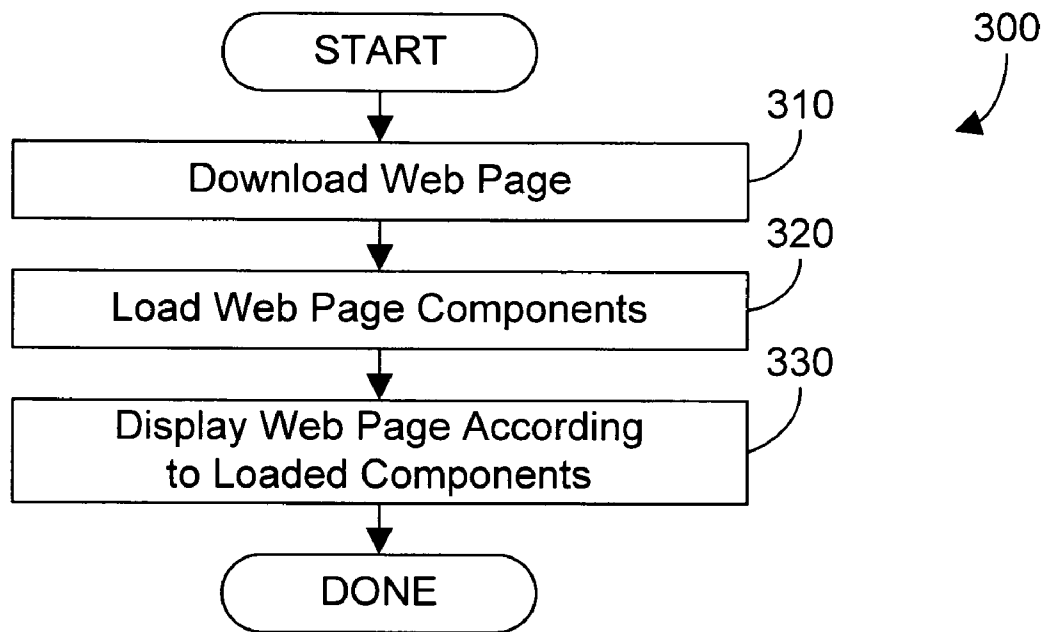 START
300
310
Download Web Page
320
Load Web Page Components
330
Display Web Page According
to Loaded Components
DONE